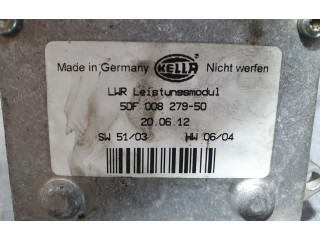 Made in Germany HELLA Nicht werfen
LWR Leistungsmodul
5DF 008 279-50
20.06.12
SW 51/03 HW 06/04